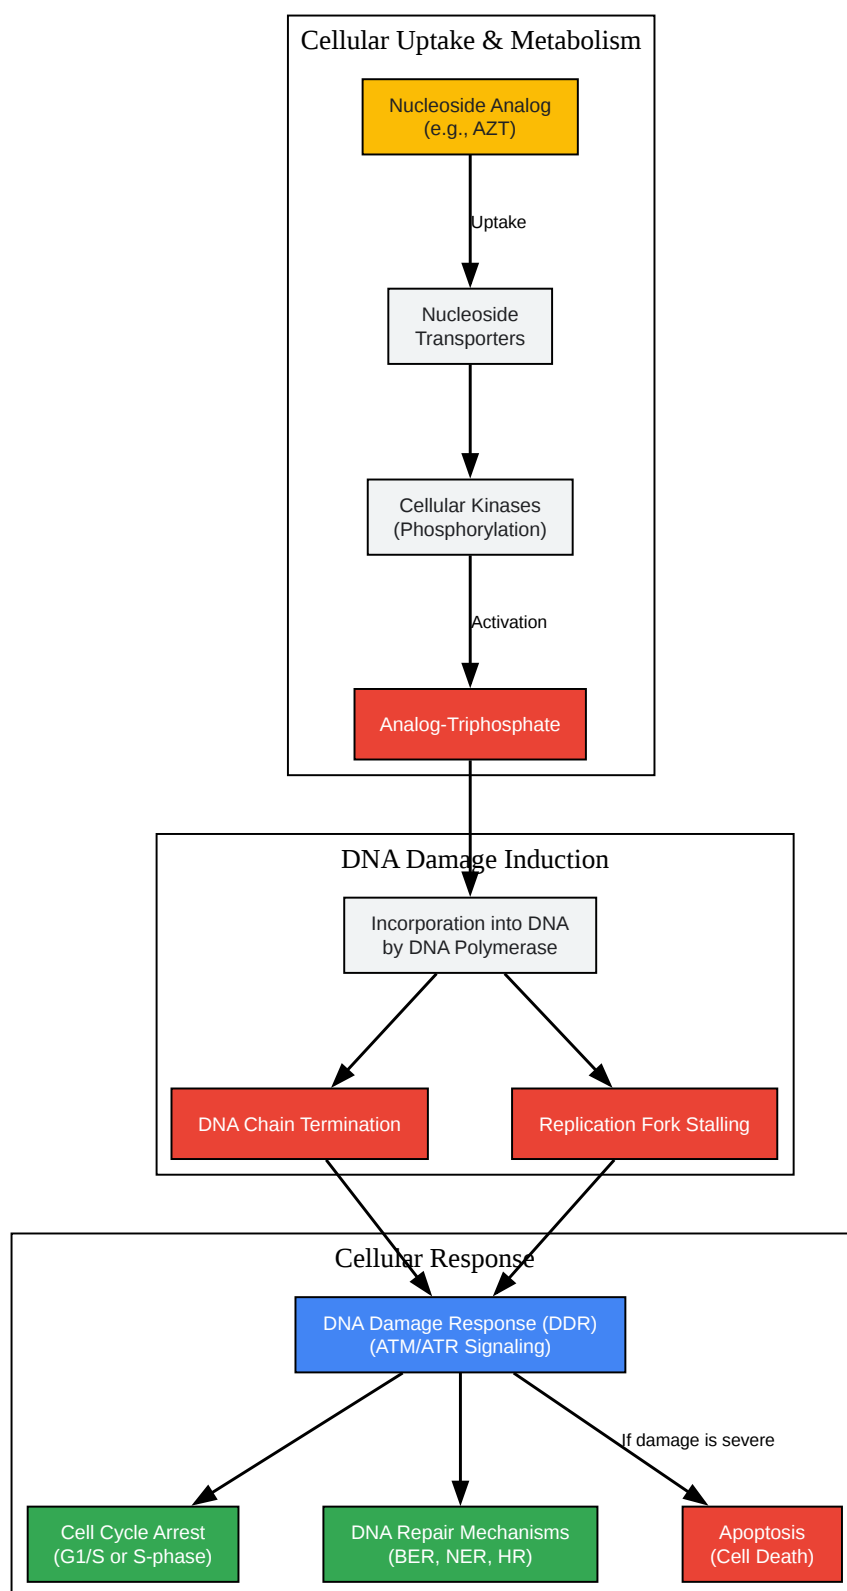 Cellular Uptake & Metabolism
Nucleoside Analog
(e.g., AZT)
Uptake
Nucleoside
Transporters
Cellular Kinases
(Phosphorylation)
Activation
Analog-Triphosphate
DNA Damage Induction
Incorporation into DNA
by DNA Polymerase
DNA Chain Termination
Replication Fork Stalling
Cellular Response
DNA Damage Response (DDR)
(ATM/ATR Signaling)
If damage is severe
Cell Cycle Arrest
(G1/S or S-phase)
DNA Repair Mechanisms
(BER, NER, HR)
Apoptosis
(Cell Death)